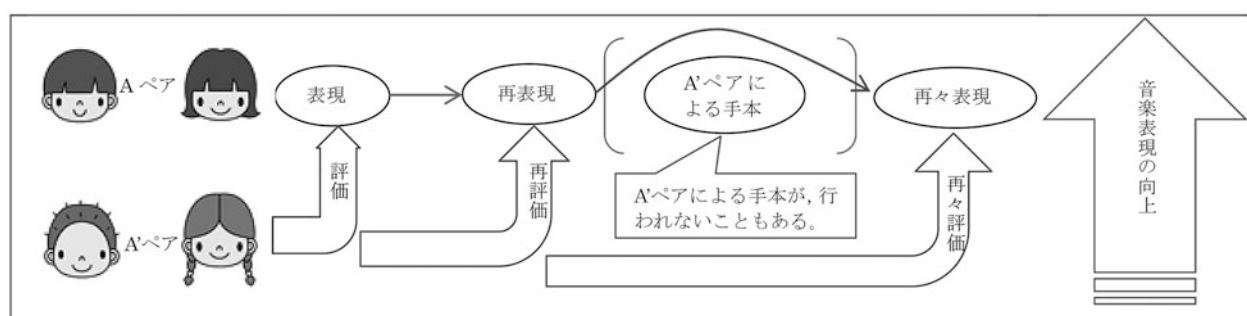 Aペア
表現
再表現
A'ペアに
よる手本
再々表現
音楽表現の向上
評価
再評価
A'ペアによる手本が，行
われないこともある。
再々評価
A'ペア